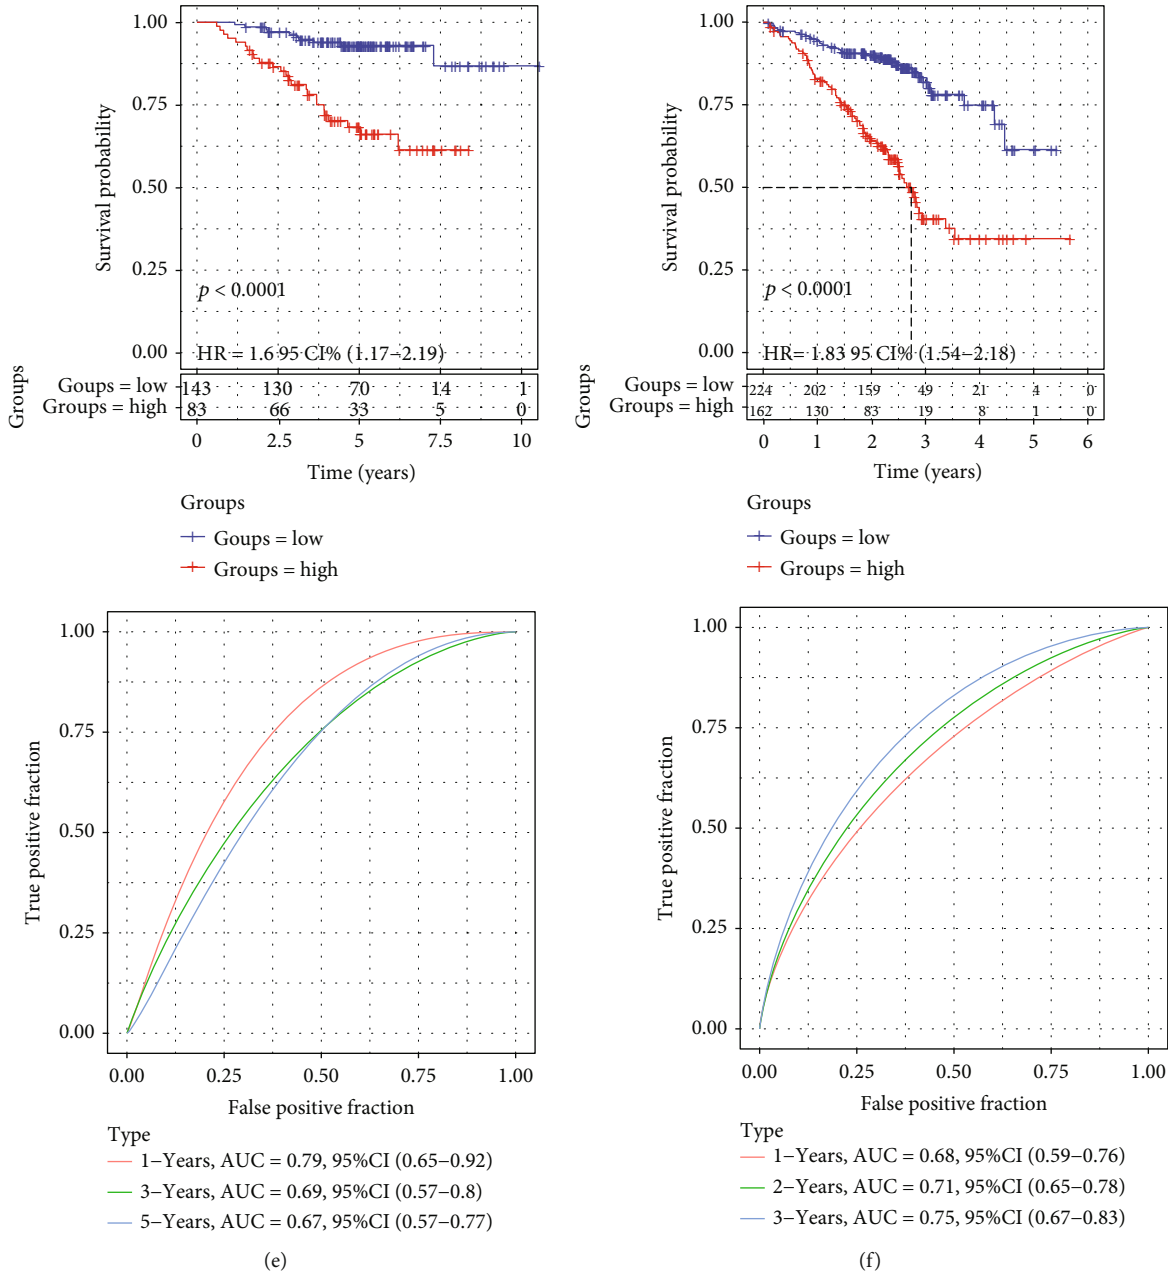 1.00
0.75
0.50
0.25
0.00
Survival probability
p < 0.0001
HR = 1.6 95 CI% (1.17–2.19)
Groups
Goups = low 143 130 70 14 1
Groups = high 83 66 33 5 0
0 2.5 5 7.5 10
Time (years)
Groups
Goups = low
Groups = high
1.00
0.75
0.50
0.25
0.00
True positive fraction
0.00 0.25 0.50 0.75 1.00
False positive fraction
Type
1–Years, AUC = 0.79, 95%CI (0.65–0.92)
3–Years, AUC = 0.69, 95%CI (0.57–0.8)
5–Years, AUC = 0.67, 95%CI (0.57–0.77)
(e)
1.00
0.75
0.50
0.25
0.00
Survival probability
p < 0.0001
HR= 1.83 95 CI% (1.54–2.18)
Groups
Goups = low 224 202 159 49 21 4 0
Groups = high 162 130 83 19 8 1 0
0 1 2 3 4 5 6
Time (years)
Groups
Goups = low
Groups = high
1.00
0.75
0.50
0.25
0.00
True positive fraction
0.00 0.25 0.50 0.75 1.00
False positive fraction
Type
1–Years, AUC = 0.68, 95%CI (0.59–0.76)
2–Years, AUC = 0.71, 95%CI (0.65–0.78)
3–Years, AUC = 0.75, 95%CI (0.67–0.83)
(f)